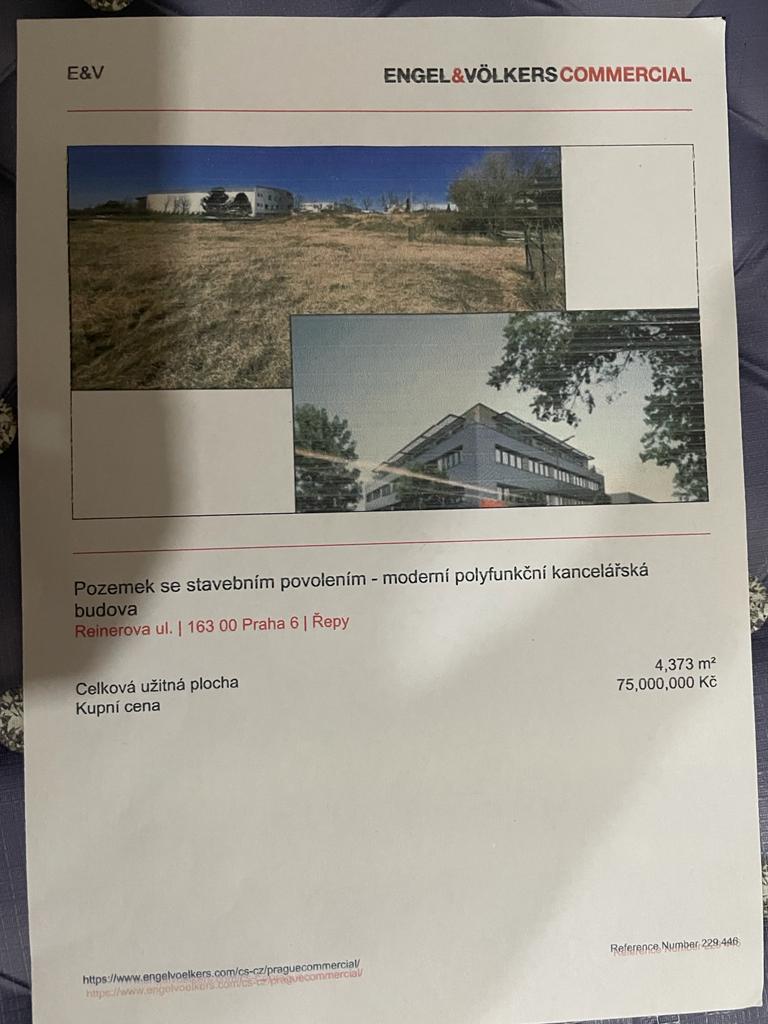 E&V
ENGEL&VÖLKERSCOMMERCIAL
Pozemek se stavebním povolením - moderní polyfunkční kancelářská
budova
Reinerova ul. | 163 00 Praha 6 | Řepy
Celková užitná plocha 4,373 m²
Kupní cena 75,000,000 Kč
Reference Number 229.446
https://www.engelvoelkers.com/cs-cz/praguecommercial/